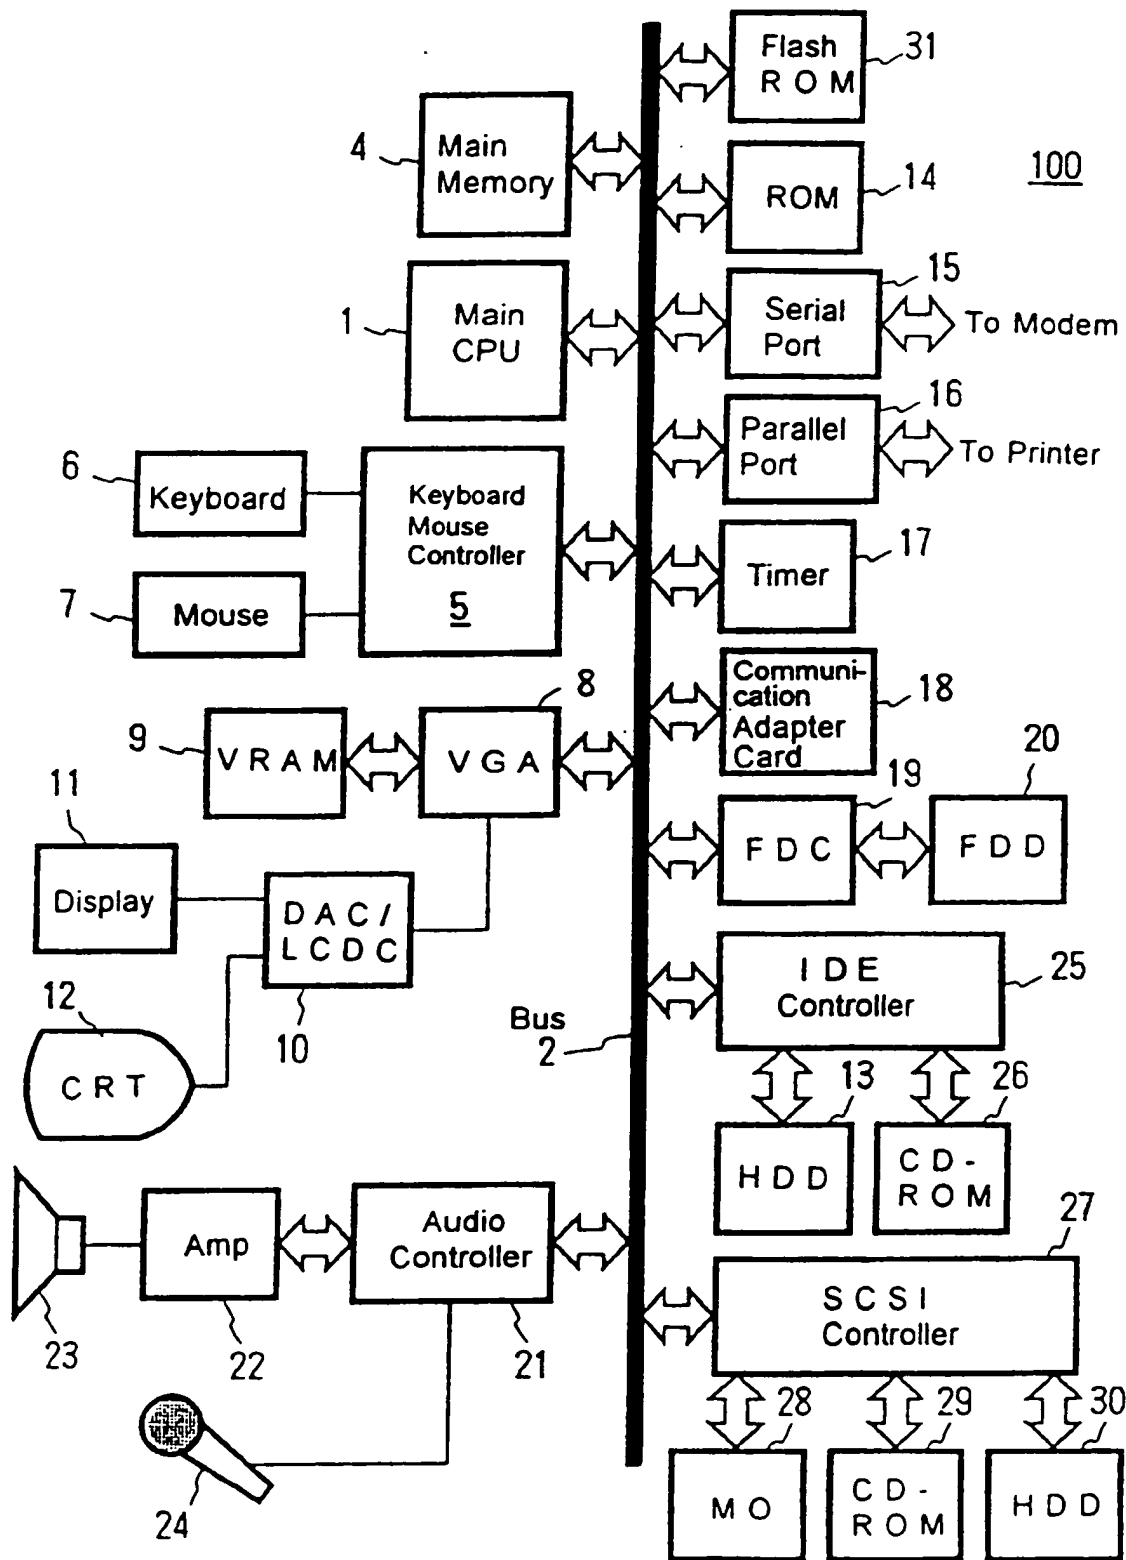 Flash
ROM
31
4
Main
Memory
ROM
14
100
1
Main
CPU
Serial
Port
15
To Modem
Parallel
Port
16
To Printer
6
Keyboard
7
Mouse
Keyboard
Mouse
Controller
5
Timer
17
Communi-
cation
Adapter
Card
18
9
VRAM
8
VGA
19
FDC
20
FDD
11
Display
DAC/
LCDC
10
12
CRT
Bus
2
IDE
Controller
25
13
HDD
26
CD-
ROM
23
Amp
22
Audio
Controller
21
24
27
SCSI
Controller
28
MO
29
CD-
ROM
30
HDD